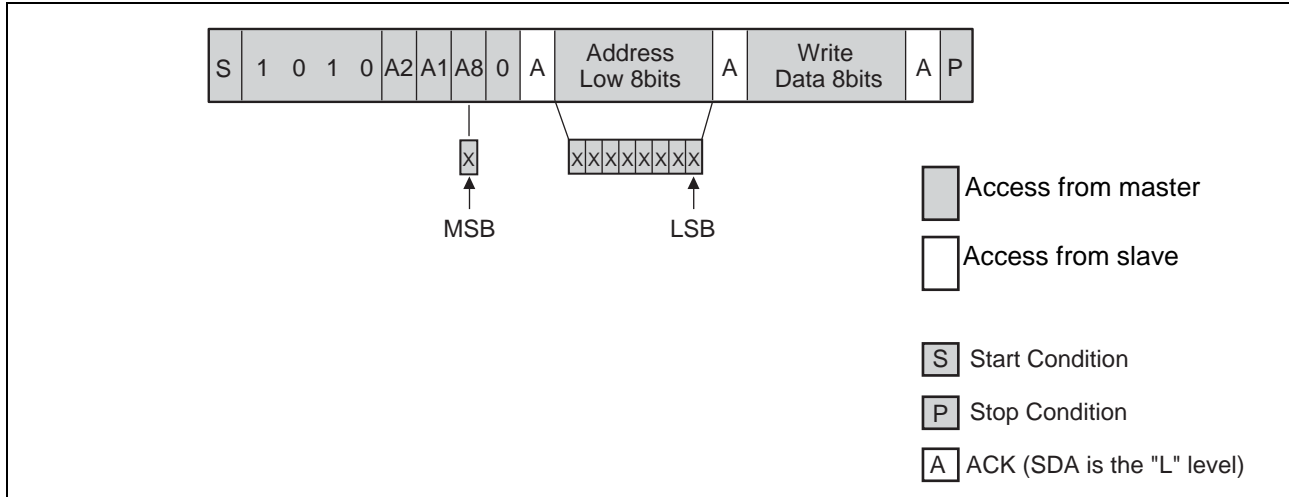 S 1 0 1 0 A2 A1 A8 0 A Address Low 8bits A Write Data 8bits A P
X X X X X X X X X
MSB LSB
Access from master
Access from slave
S Start Condition
P Stop Condition
A ACK (SDA is the "L" level)